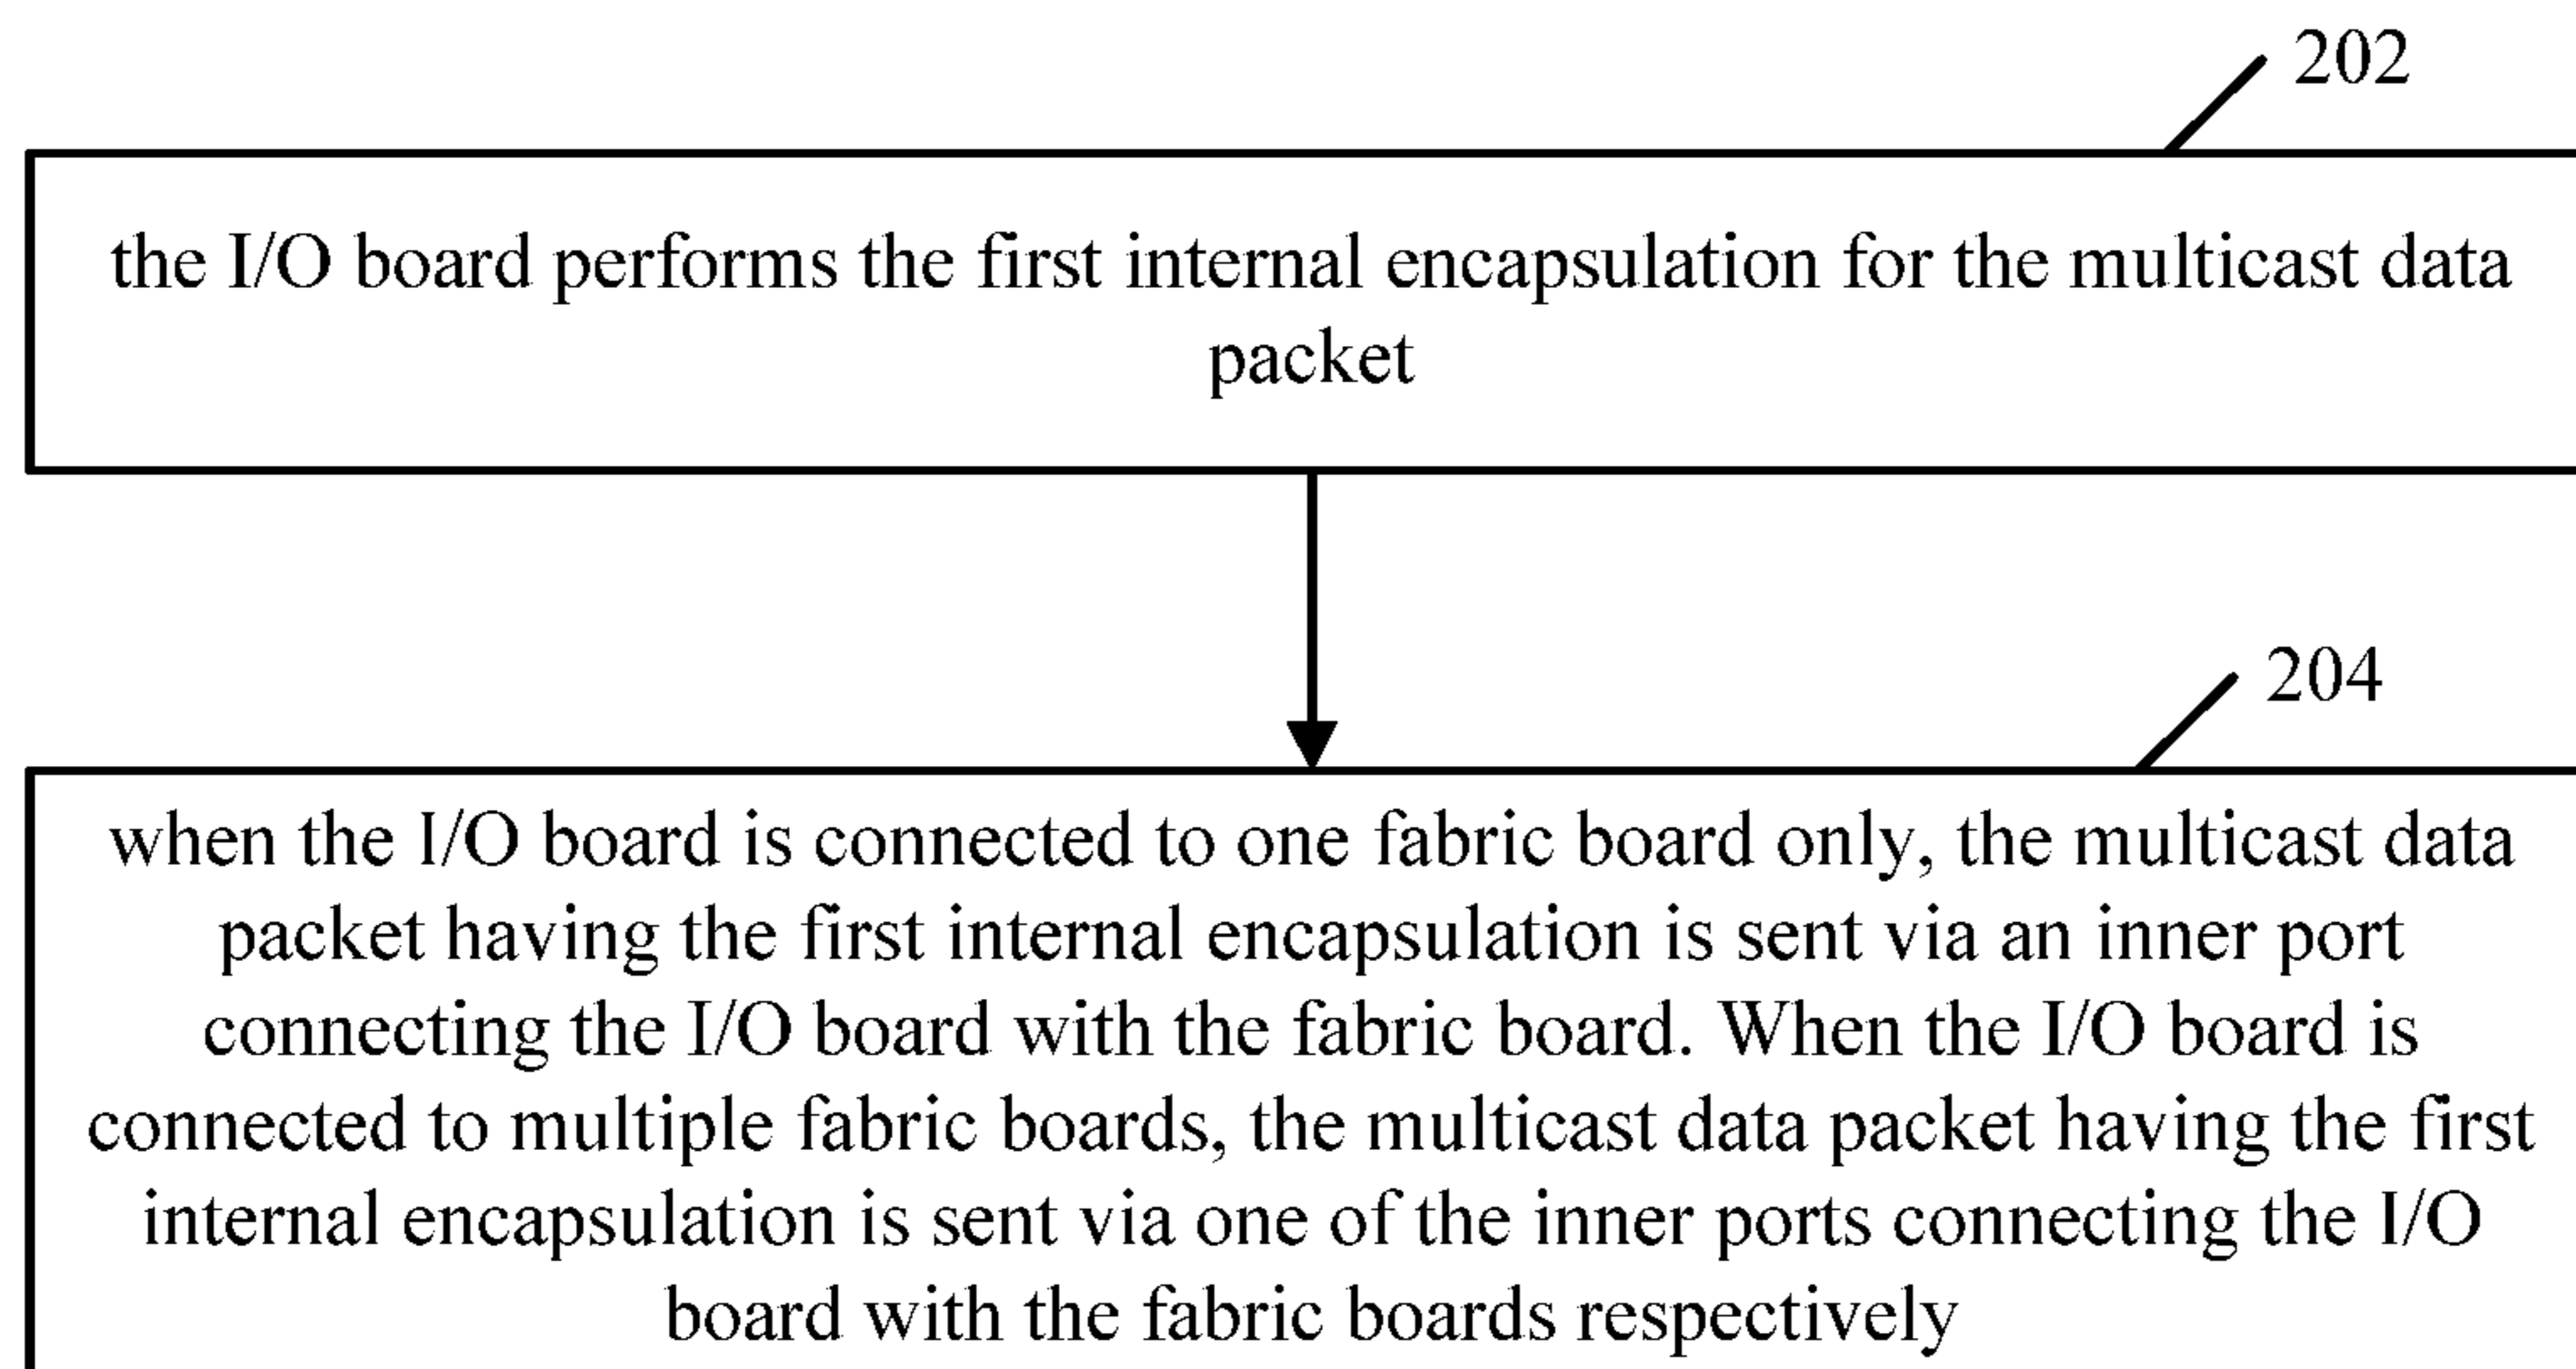 202
the I/O board performs the first internal encapsulation for the multicast data
packet
204
when the I/O board is connected to one fabric board only, the multicast data
packet having the first internal encapsulation is sent via an inner port
connecting the I/O board with the fabric board. When the I/O board is
connected to multiple fabric boards, the multicast data packet having the first
internal encapsulation is sent via one of the inner ports connecting the I/O
board with the fabric boards respectively